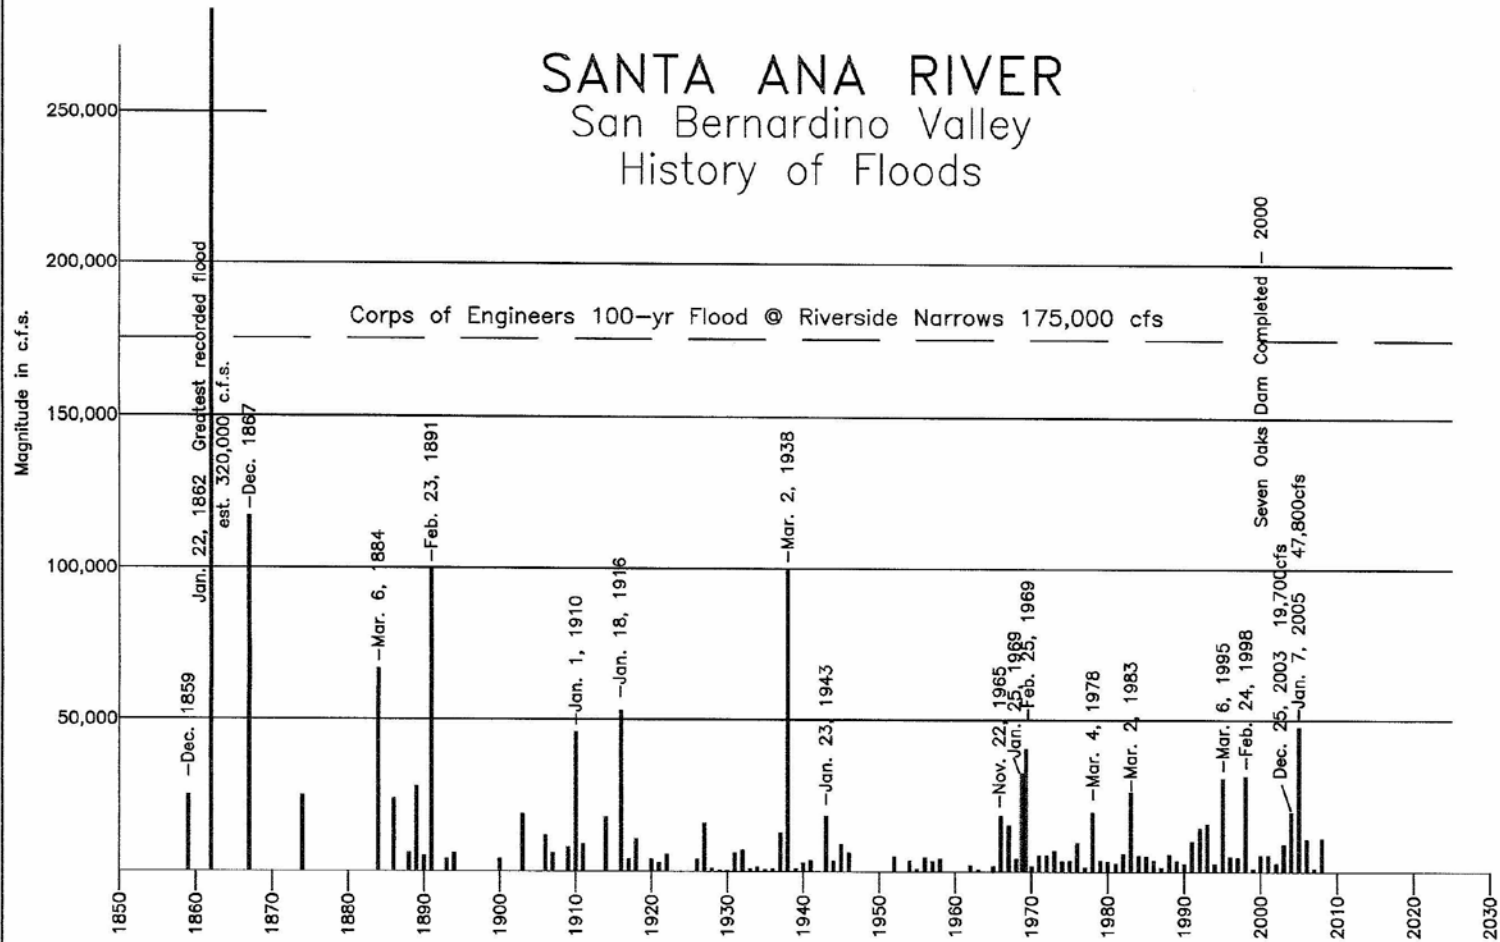 SANTA ANA RIVER
San Bernardino Valley
History of Floods
Magnitude in c.f.s.
250,000
200,000
150,000
100,000
50,000
Corps of Engineers 100-yr Flood @ Riverside Narrows 175,000 cfs
Dec. 1859
Jan. 22, 1862 Greatest recorded flood
est. 320,000 c.f.s.
Dec. 1867
Mar. 6, 1884
Feb. 23, 1891
Jan. 1, 1910
Jan. 18, 1916
Mar. 2, 1938
Jan. 23, 1943
Nov. 22, 1965
Jan. 25, 1969
Feb. 25, 1969
Mar. 4, 1978
Mar. 2, 1983
Mar. 6, 1995
Feb. 24, 1998
Seven Oaks Dam Completed - 2000
Dec. 25, 2003 19,700cfs
Jan. 7, 2005 47,800cfs
1850
1860
1870
1880
1890
1900
1910
1920
1930
1940
1950
1960
1970
1980
1990
2000
2010
2020
2030